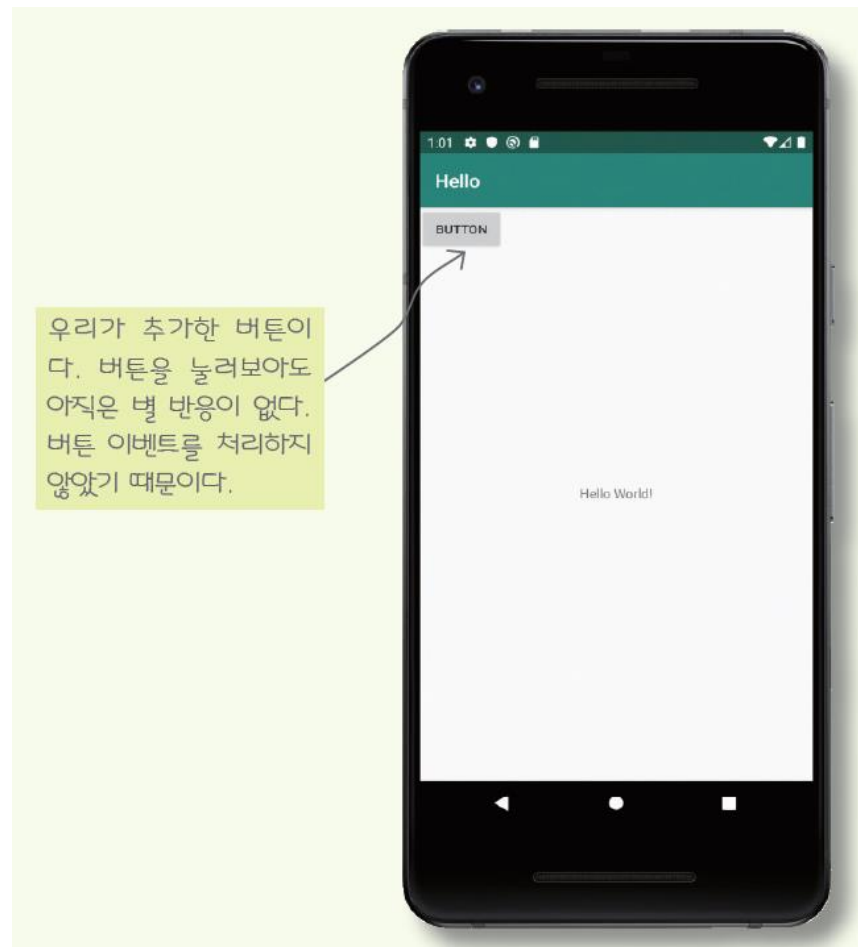 1:01
Hello
BUTTON
우리가 추가한 버튼이
다. 버튼을 눌러보아도
아직은 별 반응이 없다.
버튼 이벤트를 처리하지
않았기 때문이다.
Hello World!